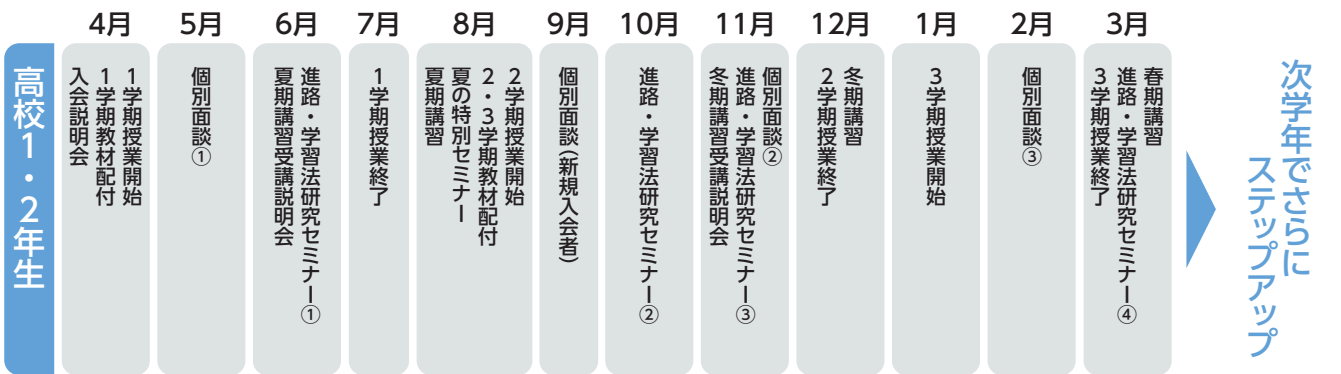 高校1・2年生
4月
1学期授業開始
1学期教材配付
入会説明会
5月
個別面談①
6月
進路・学習法研究セミナー①
夏期講習受講説明会
7月
1学期授業終了
8月
2学期授業開始
2・3学期教材配付
夏の特別セミナー
夏期講習
9月
個別面談(新規入会者)
10月
進路・学習法研究セミナー②
11月
個別面談②
進路・学習法研究セミナー③
冬期講習受講説明会
12月
冬期講習
2学期授業終了
1月
3学期授業開始
2月
個別面談③
3月
春期講習
進路・学習法研究セミナー④
3学期授業終了
次学年でさらに
ステップアップ